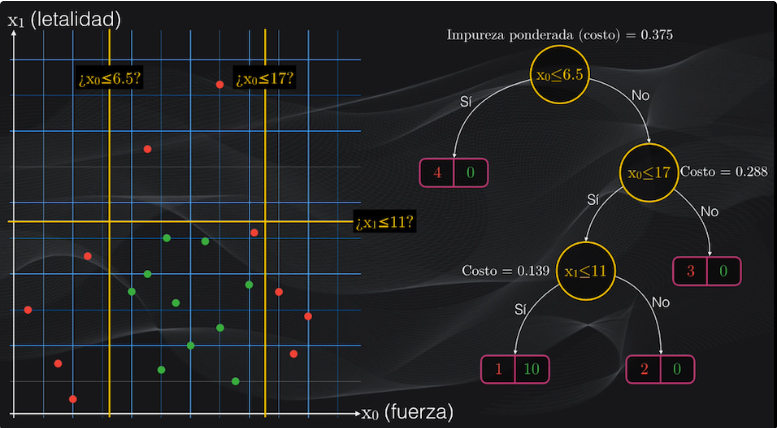 x₁ (letalidad)
¿x₀≤6.5?
¿x₀≤17?
¿x₁≤11?
x₀ (fuerza)
Impureza ponderada (costo) = 0.375
x₀≤6.5
Sí
No
4 0
x₀≤17
Costo = 0.288
Sí
No
3 0
Costo = 0.139
x₁≤11
Sí
No
1 10
2 0